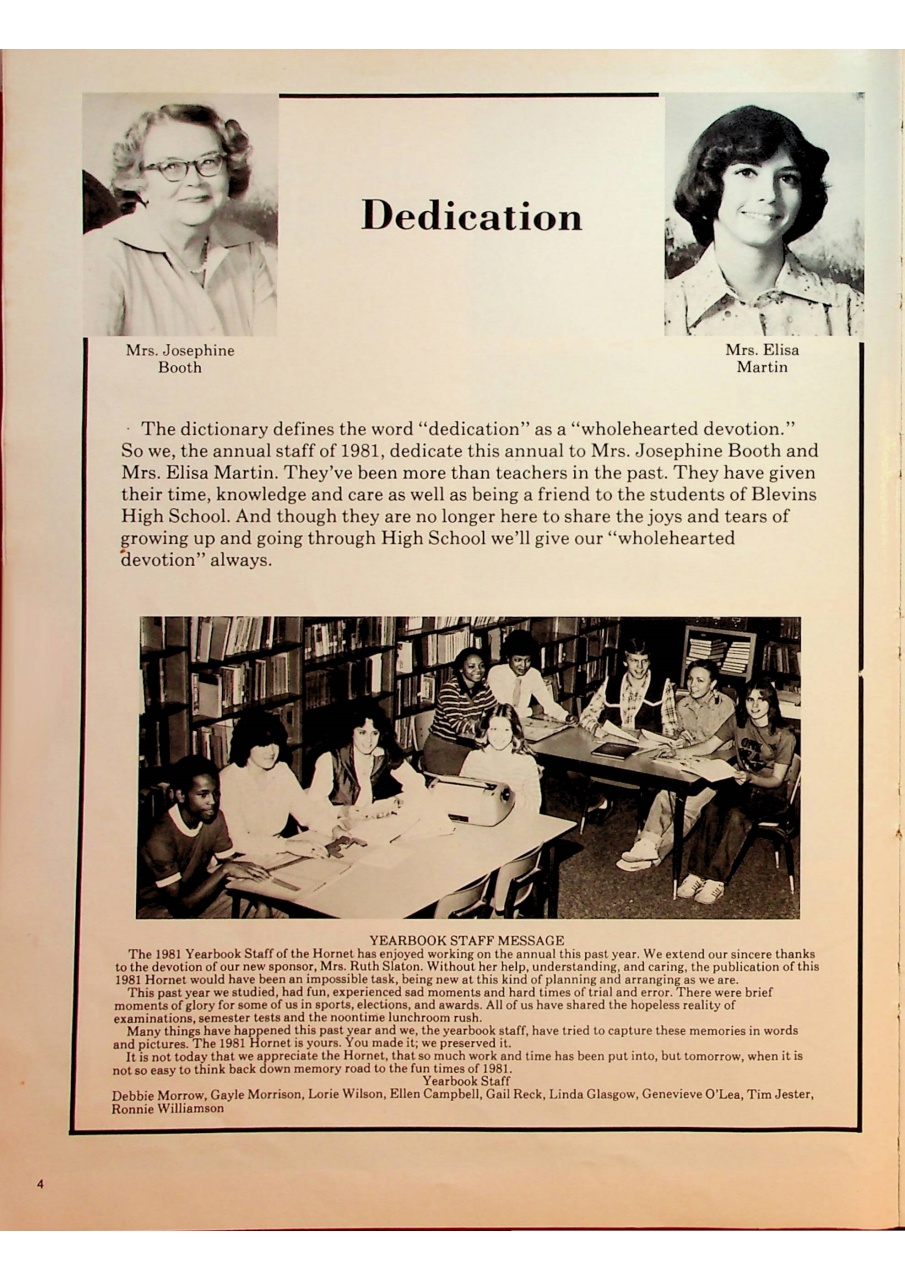 Dedication
Mrs. Josephine
Booth
Mrs. Elisa
Martin
The dictionary defines the word “dedication” as a “wholehearted devotion.”
So we, the annual staff of 1981, dedicate this annual to Mrs. Josephine Booth and
Mrs. Elisa Martin. They’ve been more than teachers in the past. They have given
their time, knowledge and care as well as being a friend to the students of Blevins
High School. And though they are no longer here to share the joys and tears of
growing up and going through High School we’ll give our “wholehearted
devotion” always.
YEARBOOK STAFF MESSAGE
The 1981 Yearbook Staff of the Hornet has enjoyed working on the annual this past year. We extend our sincere thanks
to the devotion of our new sponsor, Mrs. Ruth Slaton. Without her help, understanding, and caring, the publication of this
1981 Hornet would have been an impossible task, being new at this kind of planning and arranging as we are.
This past year we studied, had fun, experienced sad moments and hard times of trial and error. There were brief
moments of glory for some of us in sports, elections, and awards. All of us have shared the hopeless reality of
examinations, semester tests and the noontime lunchroom rush.
Many things have happened this past year and we, the yearbook staff, have tried to capture these memories in words
and pictures. The 1981 Hornet is yours. You made it; we preserved it.
It is not today that we appreciate the Hornet, that so much work and time has been put into, but tomorrow, when it is
not so easy to think back down memory road to the fun times of 1981.
Yearbook Staff
Debbie Morrow, Gayle Morrison, Lorie Wilson, Ellen Campbell, Gail Reck, Linda Glasgow, Genevieve O’Lea, Tim Jester,
Ronnie Williamson
4